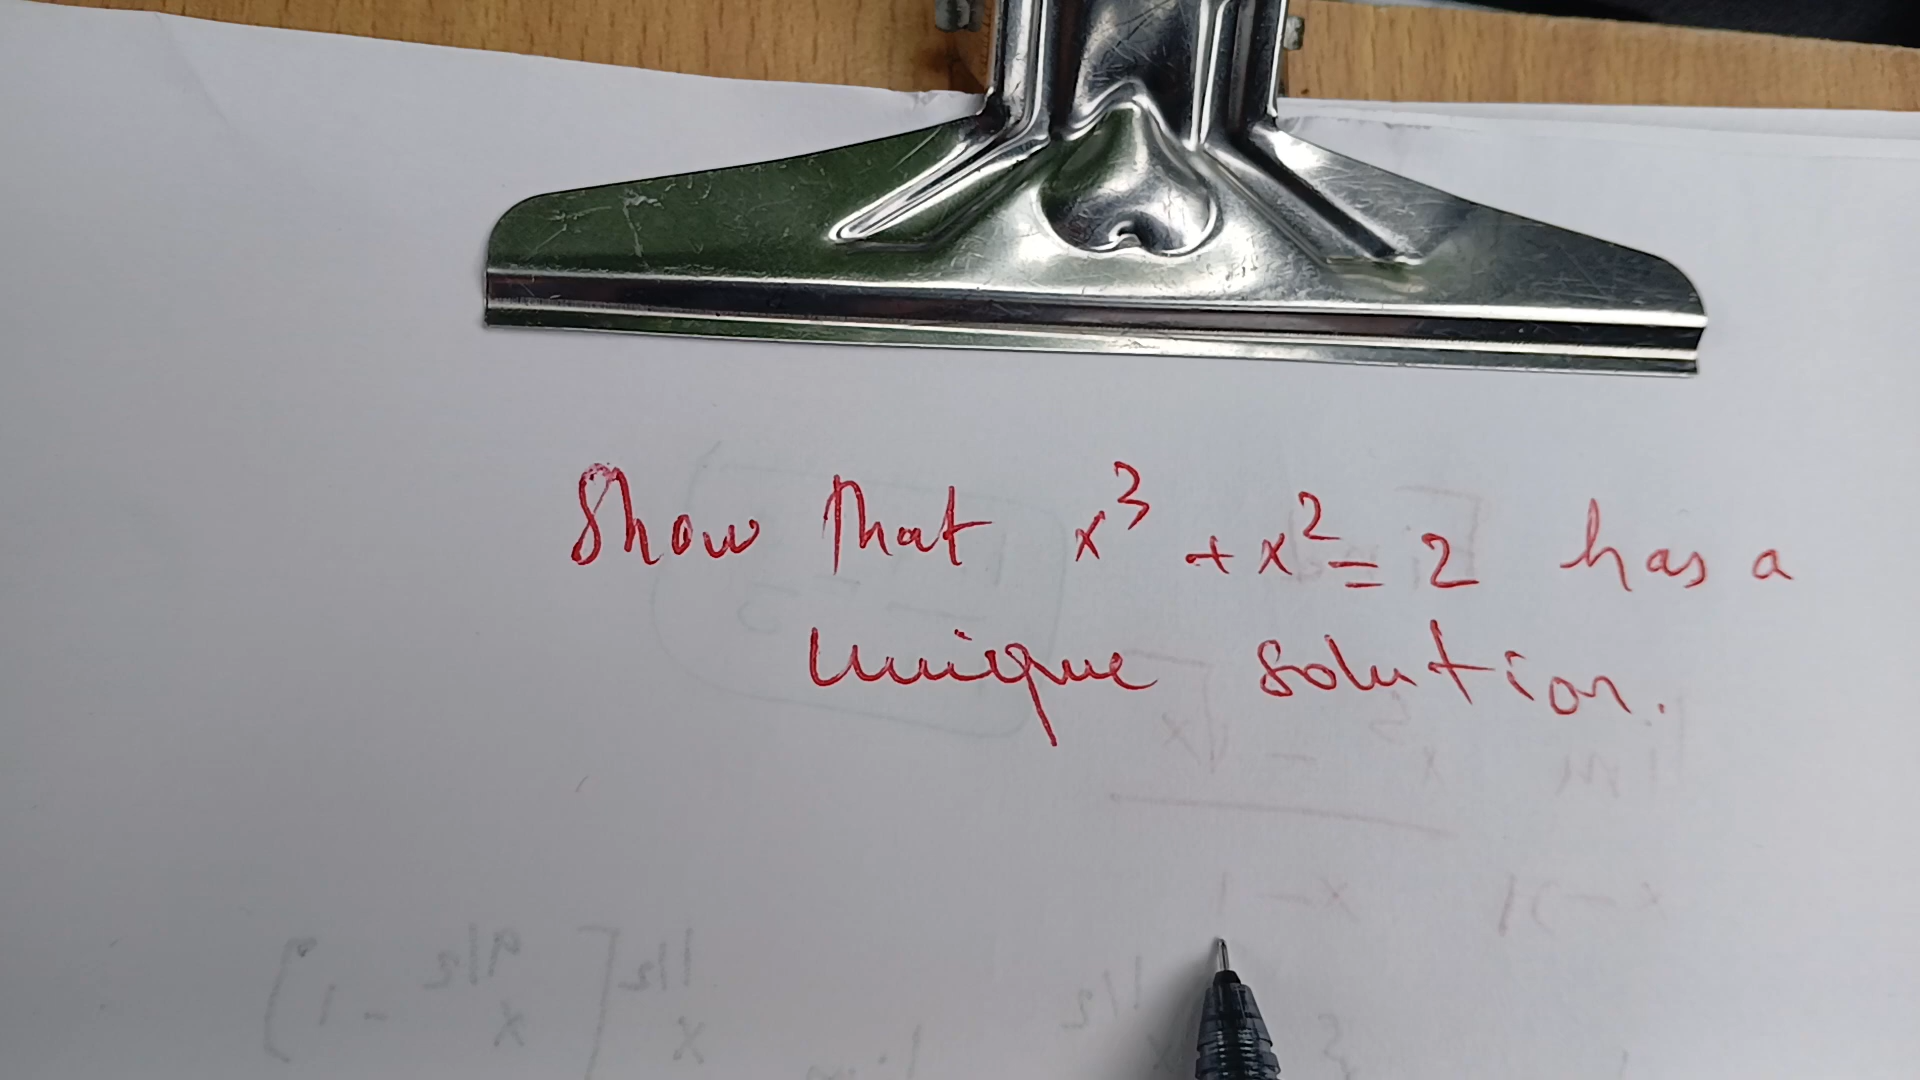 Show that x³ + x² = 2 has a
unique solution.